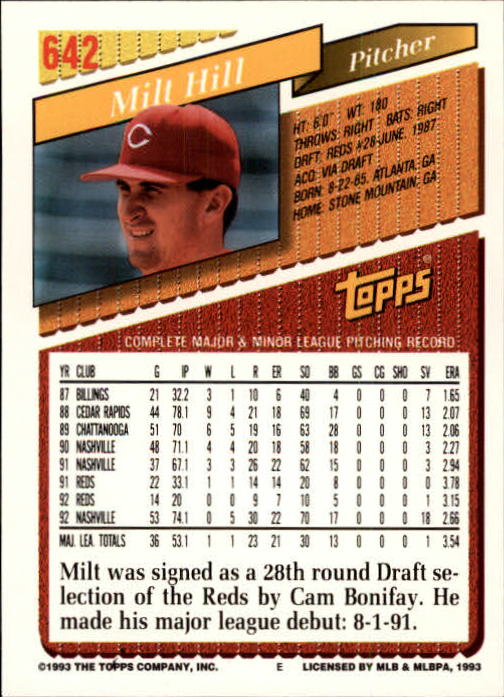 642
Milt Hill
Pitcher
HT: 6'0" WT: 180
THROWS: RIGHT BATS: RIGHT
DRFT: REDS #28-JUNE, 1987
ACQ: VIA DRAFT
BORN: 8-22-65, ATLANTA, GA
HOME: STONE MOUNTAIN, GA
C
TOPPS®
COMPLETE MAJOR & MINOR LEAGUE PITCHING RECORD
YR CLUB G IP W L R ER SO BB GS CG SHO SV ERA
87 BILLINGS 21 32.2 3 1 10 6 40 4 0 0 0 7 1.65
88 CEDAR RAPIDS 44 78.1 9 4 21 18 69 17 0 0 0 13 2.07
89 CHATTANOOGA 51 70 6 5 19 16 63 28 0 0 0 13 2.06
90 NASHVILLE 48 71.1 4 4 20 18 58 18 0 0 0 3 2.27
91 NASHVILLE 37 67.1 3 3 26 22 62 15 0 0 0 3 2.94
91 REDS 22 33.1 1 1 14 14 20 8 0 0 0 0 3.78
92 REDS 14 20 0 0 9 7 10 5 0 0 0 1 3.15
92 NASHVILLE 53 74.1 0 5 30 22 70 17 0 0 0 18 2.66
MAJ. LEA. TOTALS 36 53.1 1 1 23 21 30 13 0 0 0 1 3.54
Milt was signed as a 28th round Draft se-
lection of the Reds by Cam Bonifay. He
made his major league debut: 8-1-91.
©1993 THE TOPPS COMPANY, INC. E LICENSED BY MLB & MLBPA, 1993